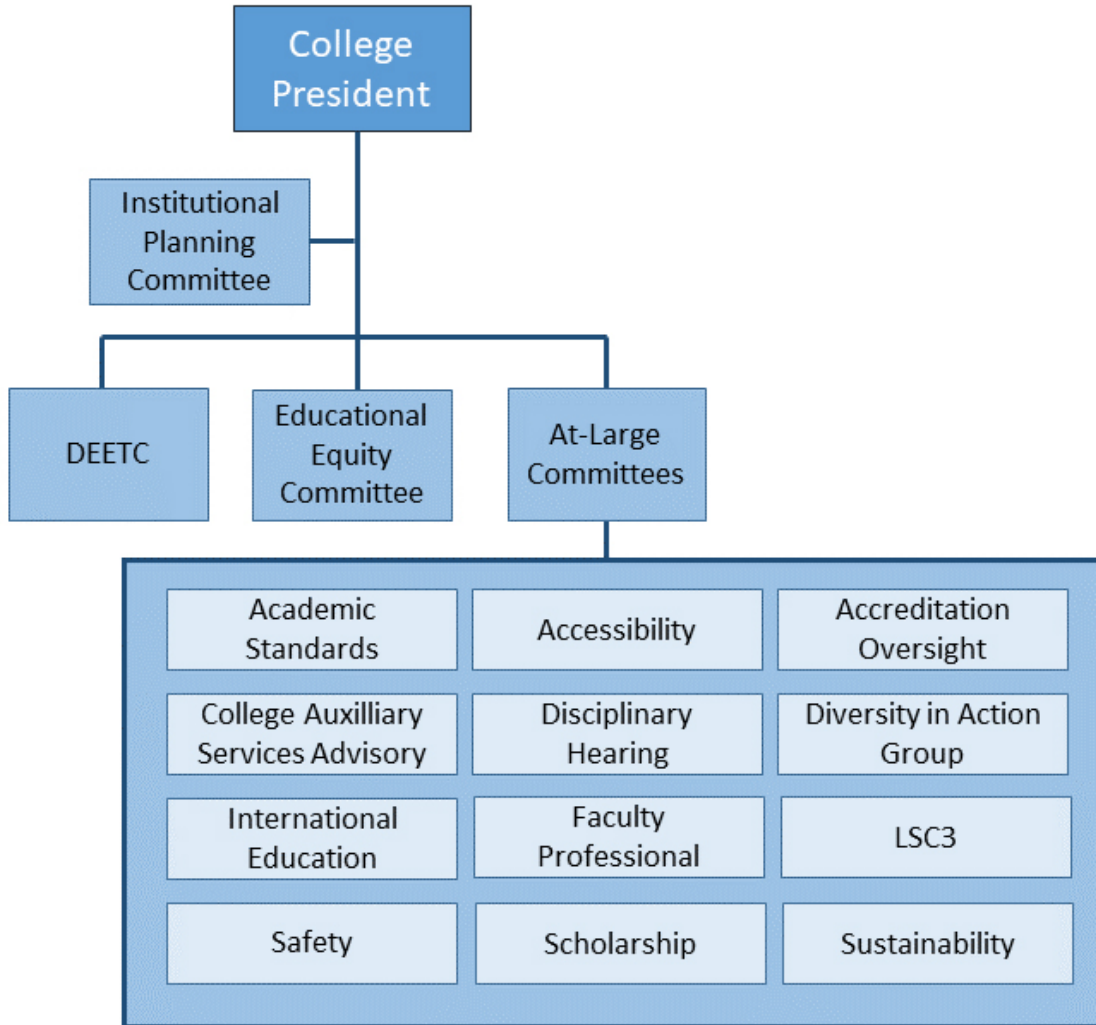 College
President
Institutional
Planning
Committee
DEETC
Educational
Equity
Committee
At-Large
Committees
Academic
Standards
Accessibility
Accreditation
Oversight
College Auxilliary
Services Advisory
Disciplinary
Hearing
Diversity in Action
Group
International
Education
Faculty
Professional
LSC3
Safety
Scholarship
Sustainability